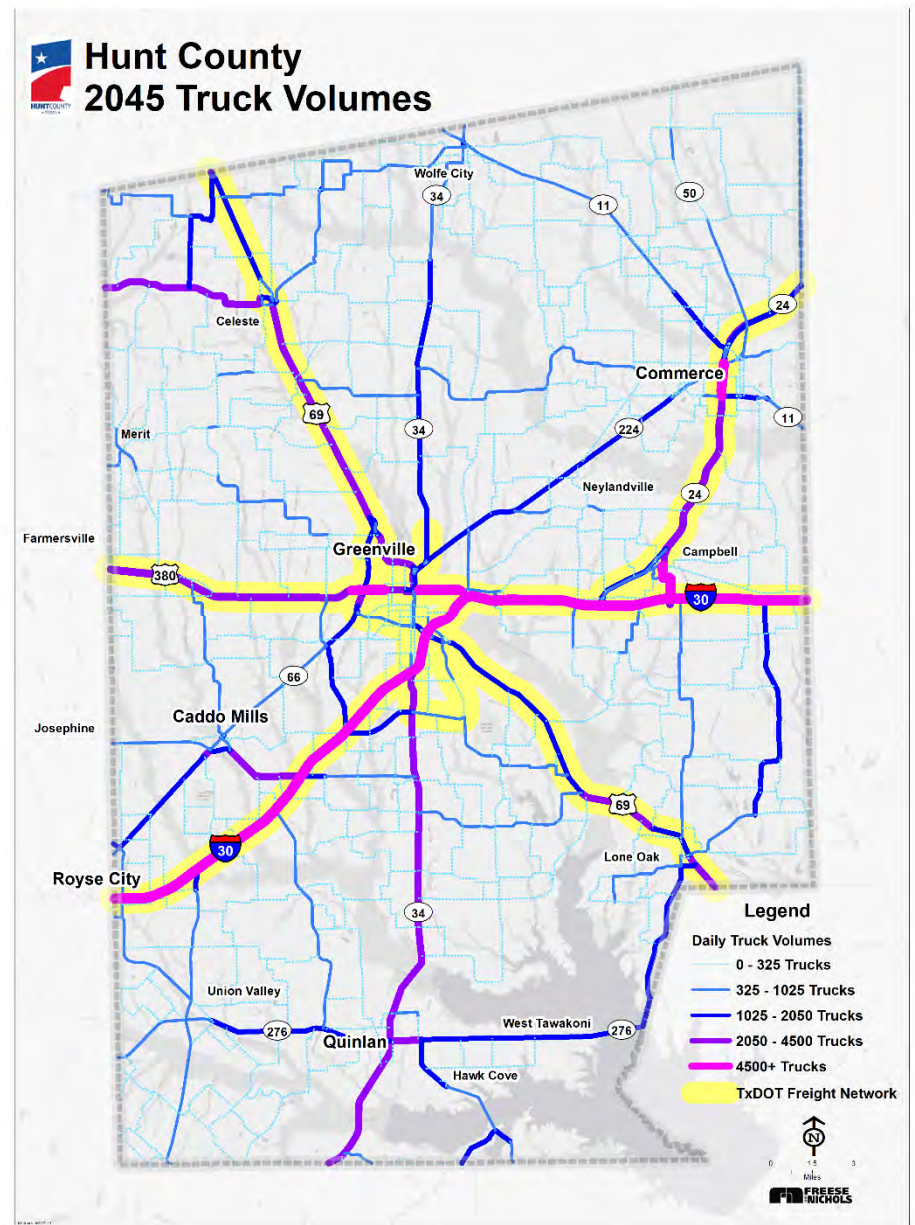 Hunt County
2045 Truck Volumes
HUNTCOUNTY
TEXAS
Wolfe City
34
11
50
24
Celeste
Commerce
69
11
34
224
Merit
Neylandville
24
Farmersville
Greenville
Campbell
380
30
66
Caddo Mills
Josephine
69
30
Lone Oak
Royse City
34
Legend
Daily Truck Volumes
0 - 325 Trucks
325 - 1025 Trucks
1025 - 2050 Trucks
2050 - 4500 Trucks
4500+ Trucks
TxDOT Freight Network
Union Valley
276
West Tawakoni
276
Quinlan
Hawk Cove
N
0 1.5 3
Miles
FREESE
NICHOLS